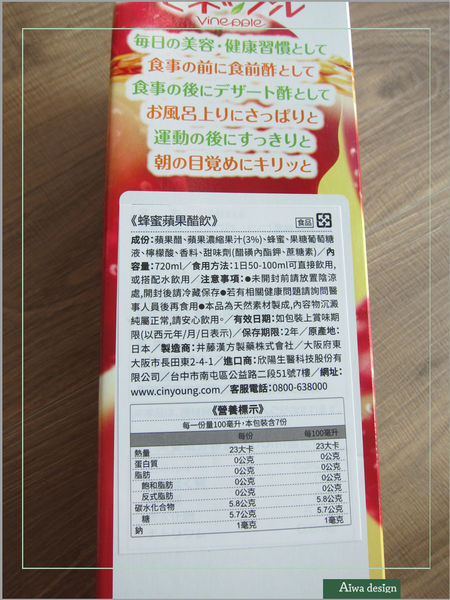 ミネップル
Vineapple
毎日の美容・健康習慣として
食事の前に食前酢として
食事の後にデザート酢として
お風呂上りにさっぱりと
運動の後にすっきりと
朝の目覚めにキリッと
《蜂蜜蘋果醋飲》 食品
成份:蘋果醋、蘋果濃縮果汁(3%)、蜂蜜、果糖葡萄糖
液、檸檬酸、香料、甜味劑(醋磺內酯鉀、蔗糖素)／內
容量:720ml／食用方法:1日50-100ml可直接飲用,
或搭配水飲用／注意事項:●未開封前請放置陰涼
處,開封後請冷藏保存●若有相關健康問題請詢問醫
事人員後再食用●本品為天然素材製成,內容物沉澱
純屬正常,請安心飲用。／有效日期:如包裝上賞味期
限(以西元年/月/日表示)／保存期限:2年／原產地:
日本／製造商:井藤漢方製藥株式會社／大阪府東
大阪市長田東2-4-1／進口商:欣陽生醫科技股份有
限公司／台中市南屯區公益路二段51號7樓／網址:
www.cinyoung.com／客服電話:0800-638000
《營養標示》
每一份量100毫升,本包裝含7份
每份 每100毫升
熱量 23大卡 23大卡
蛋白質 0公克 0公克
脂肪 0公克 0公克
飽和脂肪 0公克 0公克
反式脂肪 0公克 0公克
碳水化合物 5.8公克 5.8公克
糖 5.7公克 5.7公克
鈉 1毫克 1毫克
Aiwa design